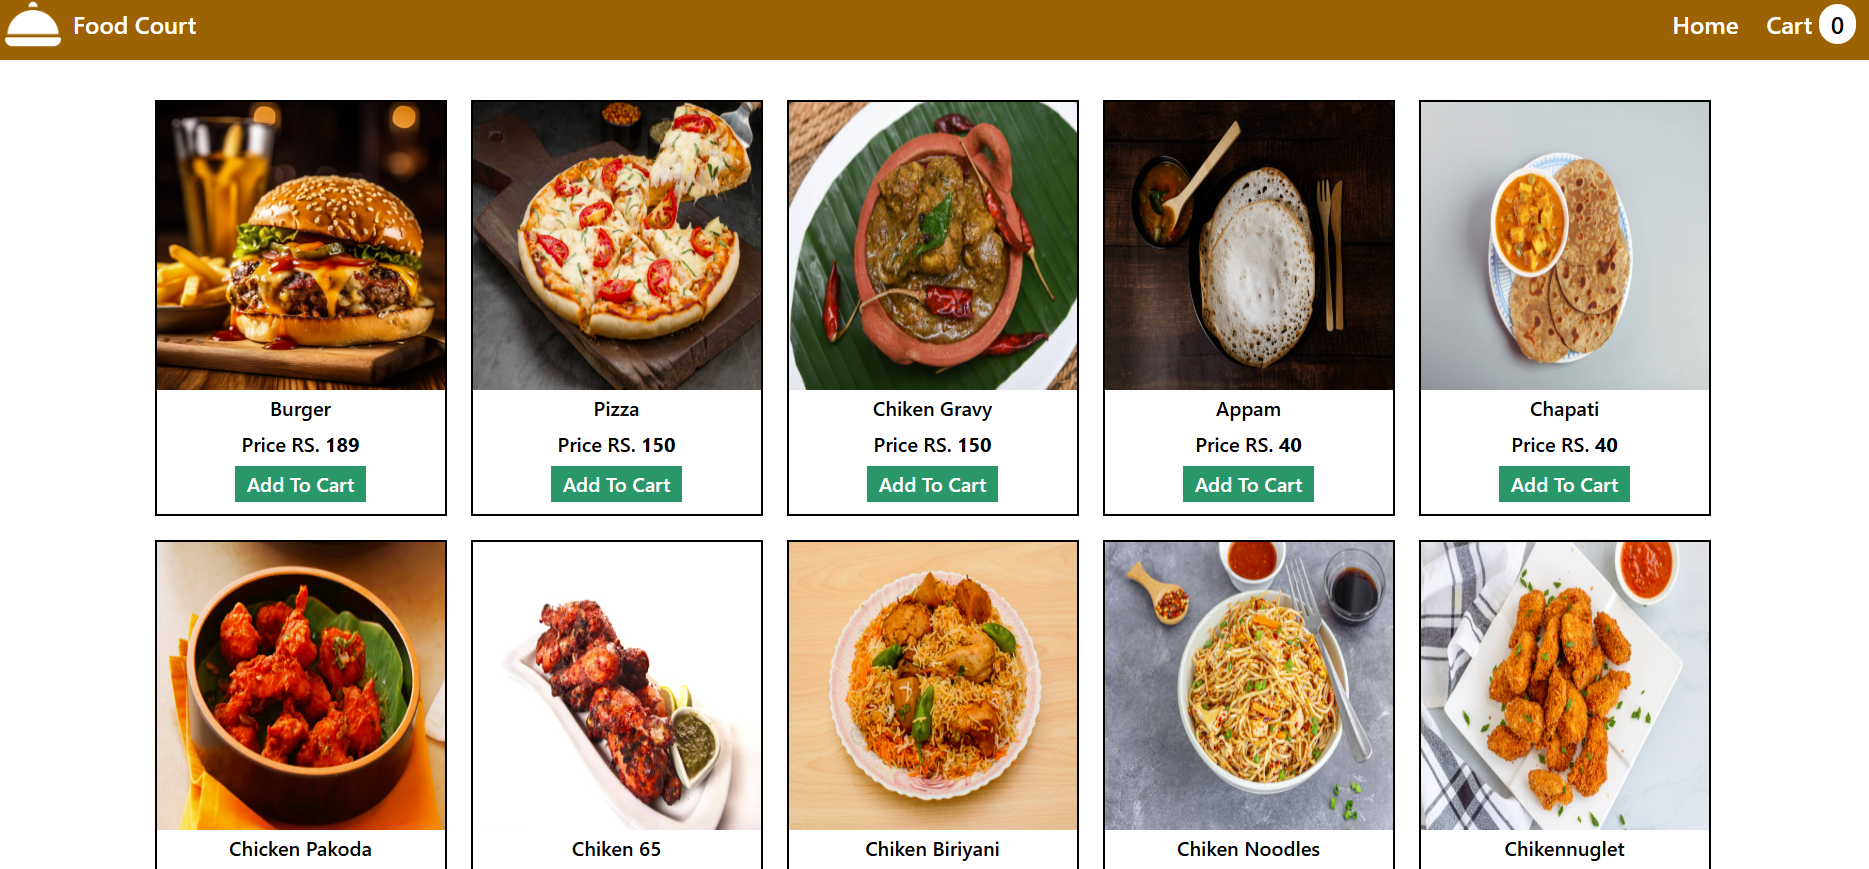 Food Court
Home
Cart 0
Burger
Price RS. 189
Add To Cart
Pizza
Price RS. 150
Add To Cart
Chiken Gravy
Price RS. 150
Add To Cart
Appam
Price RS. 40
Add To Cart
Chapati
Price RS. 40
Add To Cart
Chicken Pakoda
Chiken 65
Chiken Biriyani
Chiken Noodles
Chikennuglet